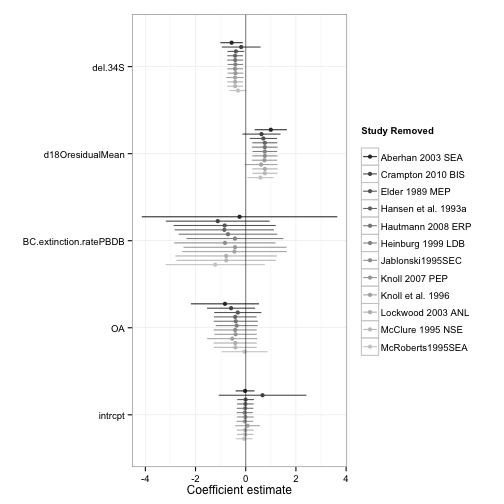 del.34S
d18OresidualMean
BC.extinction.ratePBDB
OA
intrcpt
-4 -2 0 2 4
Coefficient estimate
Study Removed
Aberhan 2003 SEA
Crampton 2010 BIS
Elder 1989 MEP
Hansen et al. 1993a
Hautmann 2008 ERP
Heinburg 1999 LDB
Jablonski1995SEC
Knoll 2007 PEP
Knoll et al. 1996
Lockwood 2003 ANL
McClure 1995 NSE
McRoberts1995SEA